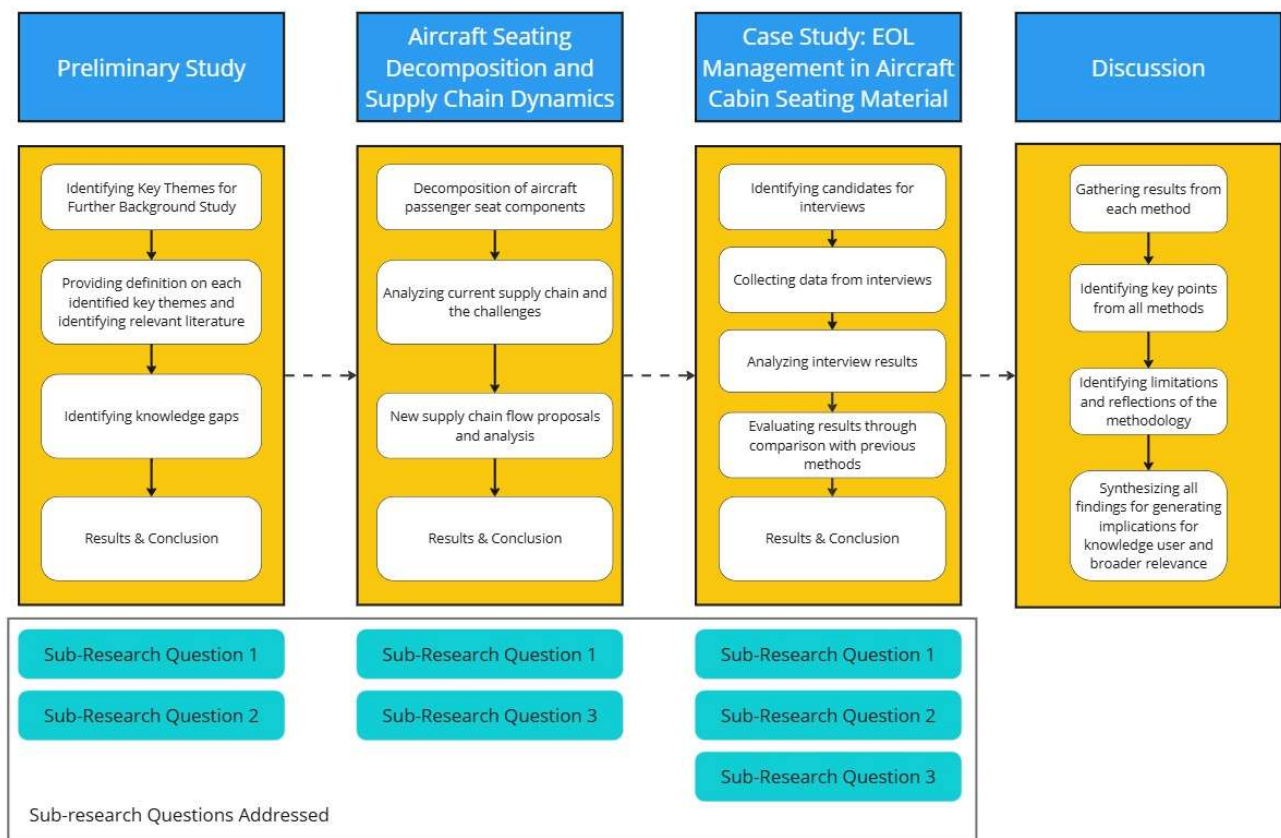 Preliminary Study
Identifying Key Themes for
Further Background Study
Providing definition on each
identified key themes and
identifying relevant literature
Identifying knowledge gaps
Results & Conclusion
Aircraft Seating
Decomposition and
Supply Chain Dynamics
Decomposition of aircraft
passenger seat components
Analyzing current supply chain and
the challenges
New supply chain flow proposals
and analysis
Results & Conclusion
Case Study: EOL
Management in Aircraft
Cabin Seating Material
Identifying candidates for
interviews
Collecting data from interviews
Analyzing interview results
Evaluating results through
comparison with previous
methods
Results & Conclusion
Discussion
Gathering results from
each method
Identifying key points
from all methods
Identifying limitations
and reflections of the
methodology
Synthesizing all
findings for generating
implications for
knowledge user and
broader relevance
Sub-Research Question 1
Sub-Research Question 2
Sub-Research Question 1
Sub-Research Question 3
Sub-Research Question 1
Sub-Research Question 2
Sub-Research Question 3
Sub-research Questions Addressed